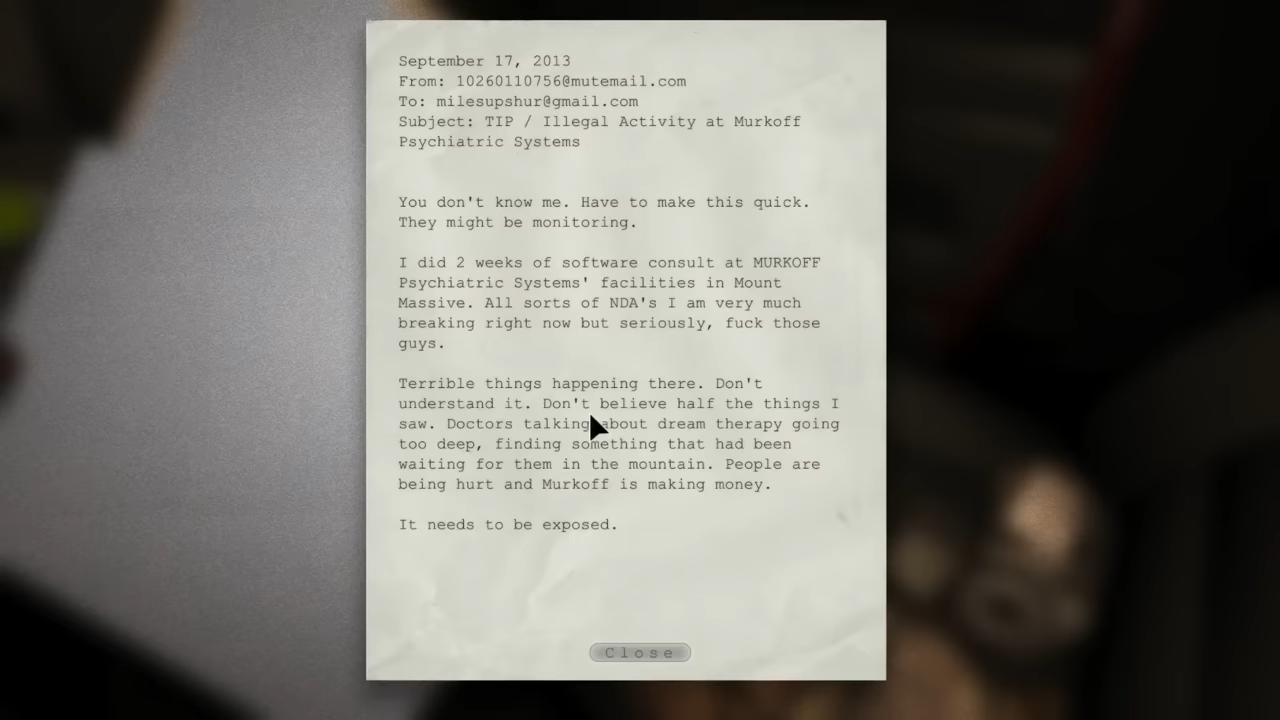 September 17, 2013
From: 10260110756@mutemail.com
To: milesupshur@gmail.com
Subject: TIP / Illegal Activity at Murkoff
Psychiatric Systems
You don't know me. Have to make this quick.
They might be monitoring.
I did 2 weeks of software consult at MURKOFF
Psychiatric Systems' facilities in Mount
Massive. All sorts of NDA's I am very much
breaking right now but seriously, fuck those
guys.
Terrible things happening there. Don't
understand it. Don't believe half the things I
saw. Doctors talking about dream therapy going
too deep, finding something that had been
waiting for them in the mountain. People are
being hurt and Murkoff is making money.
It needs to be exposed.
Close